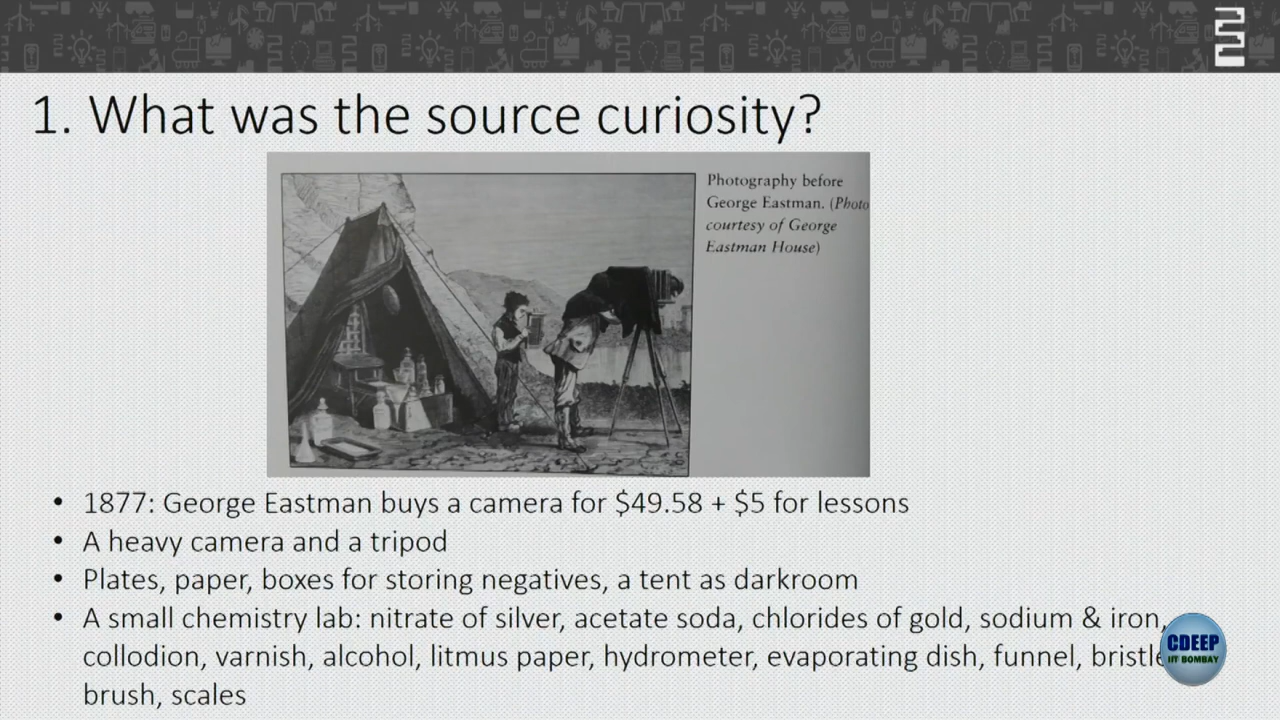 1. What was the source curiosity?
Photography before
George Eastman. (Photo
courtesy of George
Eastman House)
• 1877: George Eastman buys a camera for $49.58 + $5 for lessons
• A heavy camera and a tripod
• Plates, paper, boxes for storing negatives, a tent as darkroom
• A small chemistry lab: nitrate of silver, acetate soda, chlorides of gold, sodium & iron,
collodion, varnish, alcohol, litmus paper, hydrometer, evaporating dish, funnel, bristle
brush, scales
CDEEP
IIT BOMBAY